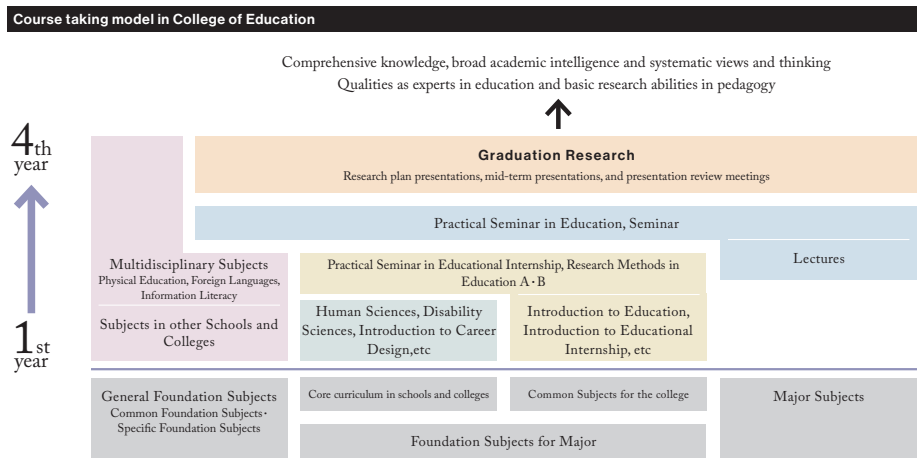 Course taking model in College of Education
Comprehensive knowledge, broad academic intelligence and systematic views and thinking
Qualities as experts in education and basic research abilities in pedagogy
4th
year
Graduation Research
Research plan presentations, mid-term presentations, and presentation review meetings
Practical Seminar in Education, Seminar
Lectures
Multidisciplinary Subjects
Physical Education, Foreign Languages,
Information Literacy
Subjects in other Schools and
Colleges
Practical Seminar in Educational Internship, Research Methods in
Education A・B
Human Sciences, Disability
Sciences, Introduction to Career
Design,etc
Introduction to Education,
Introduction to Educational
Internship, etc
1st
year
General Foundation Subjects
Common Foundation Subjects・
Specific Foundation Subjects
Core curriculum in schools and colleges
Common Subjects for the college
Foundation Subjects for Major
Major Subjects